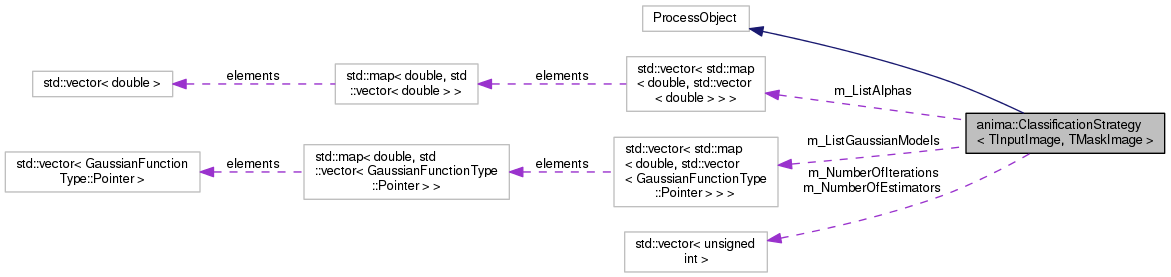 ProcessObject
std::vector< double >
elements
std::map< double, std
::vector< double > >
elements
std::vector< std::map
< double, std::vector
< double > > >
m_ListAlphas
anima::ClassificationStrategy
< TInputImage, TMaskImage >
std::vector< GaussianFunction
Type::Pointer >
elements
std::map< double, std
::vector< GaussianFunctionType
::Pointer > >
elements
std::vector< std::map
< double, std::vector
< GaussianFunctionType
::Pointer > > >
m_ListGaussianModels
m_NumberOfIterations
m_NumberOfEstimators
std::vector< unsigned
int >